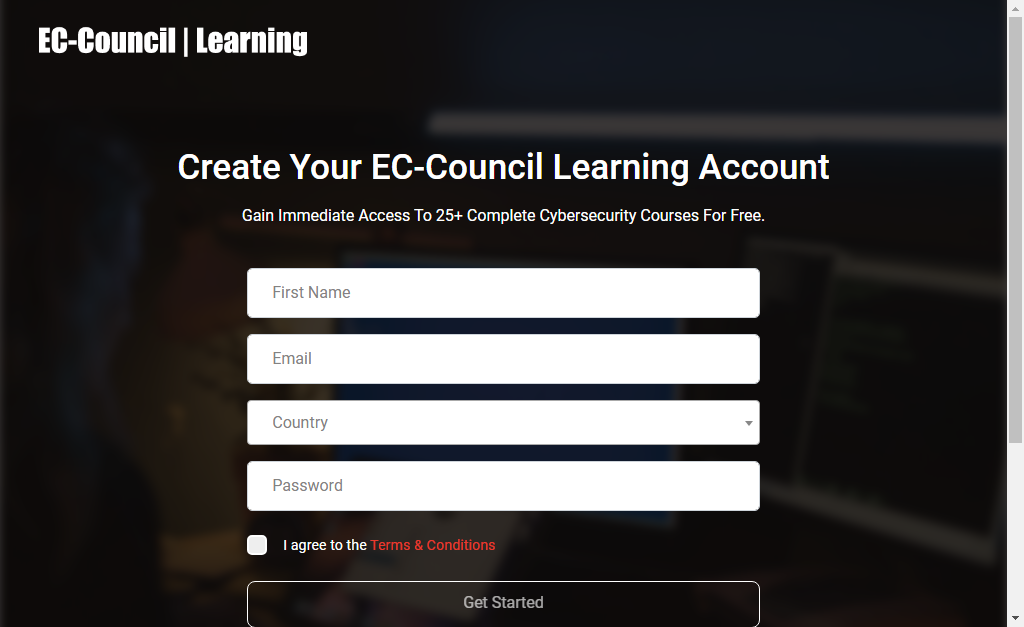 EC-Council | Learning
Create Your EC-Council Learning Account
Gain Immediate Access To 25+ Complete Cybersecurity Courses For Free.
First Name
Email
Country
Password
I agree to the Terms & Conditions
Get Started